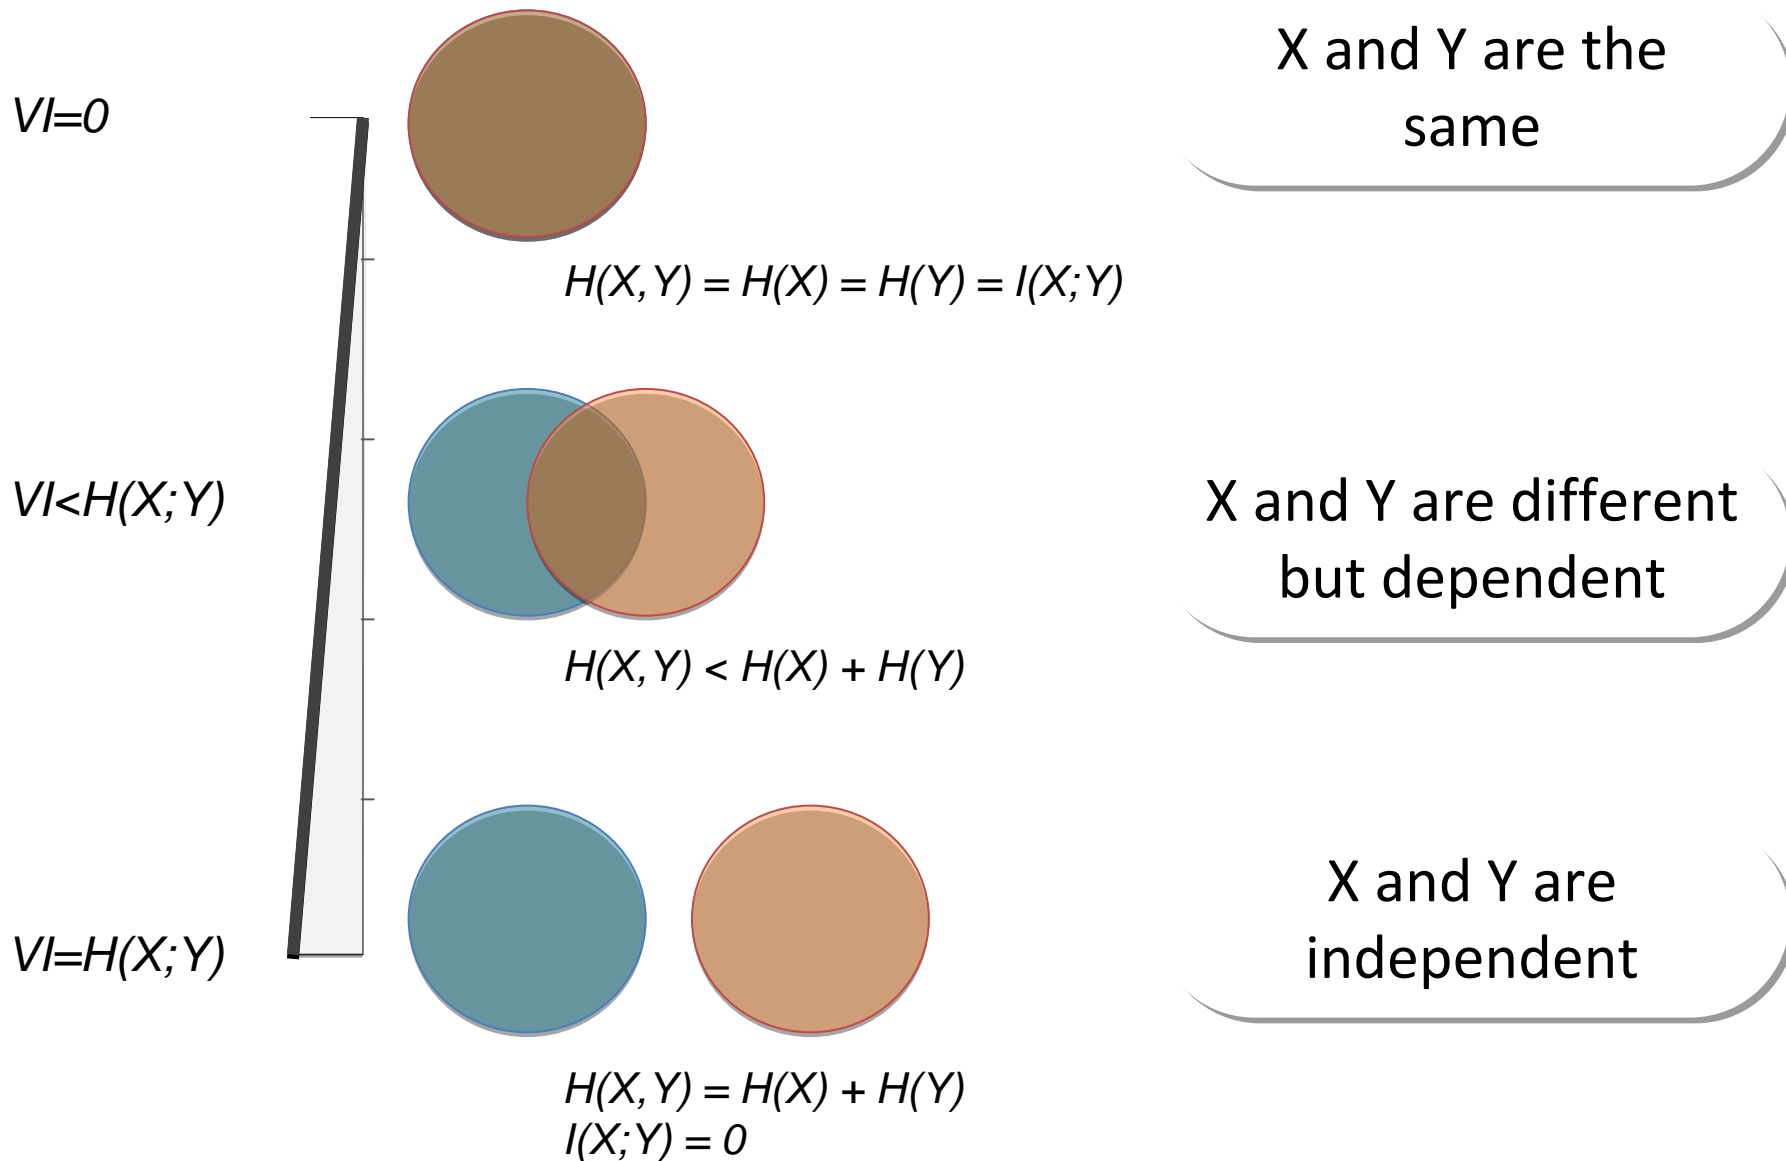 X and Y are the
same
VI=0
H(X,Y) = H(X) = H(Y) = I(X;Y)
VI<H(X;Y)
X and Y are different
but dependent
H(X,Y) < H(X) + H(Y)
X and Y are
independent
VI=H(X;Y)
H(X,Y) = H(X) + H(Y)
I(X;Y) = 0